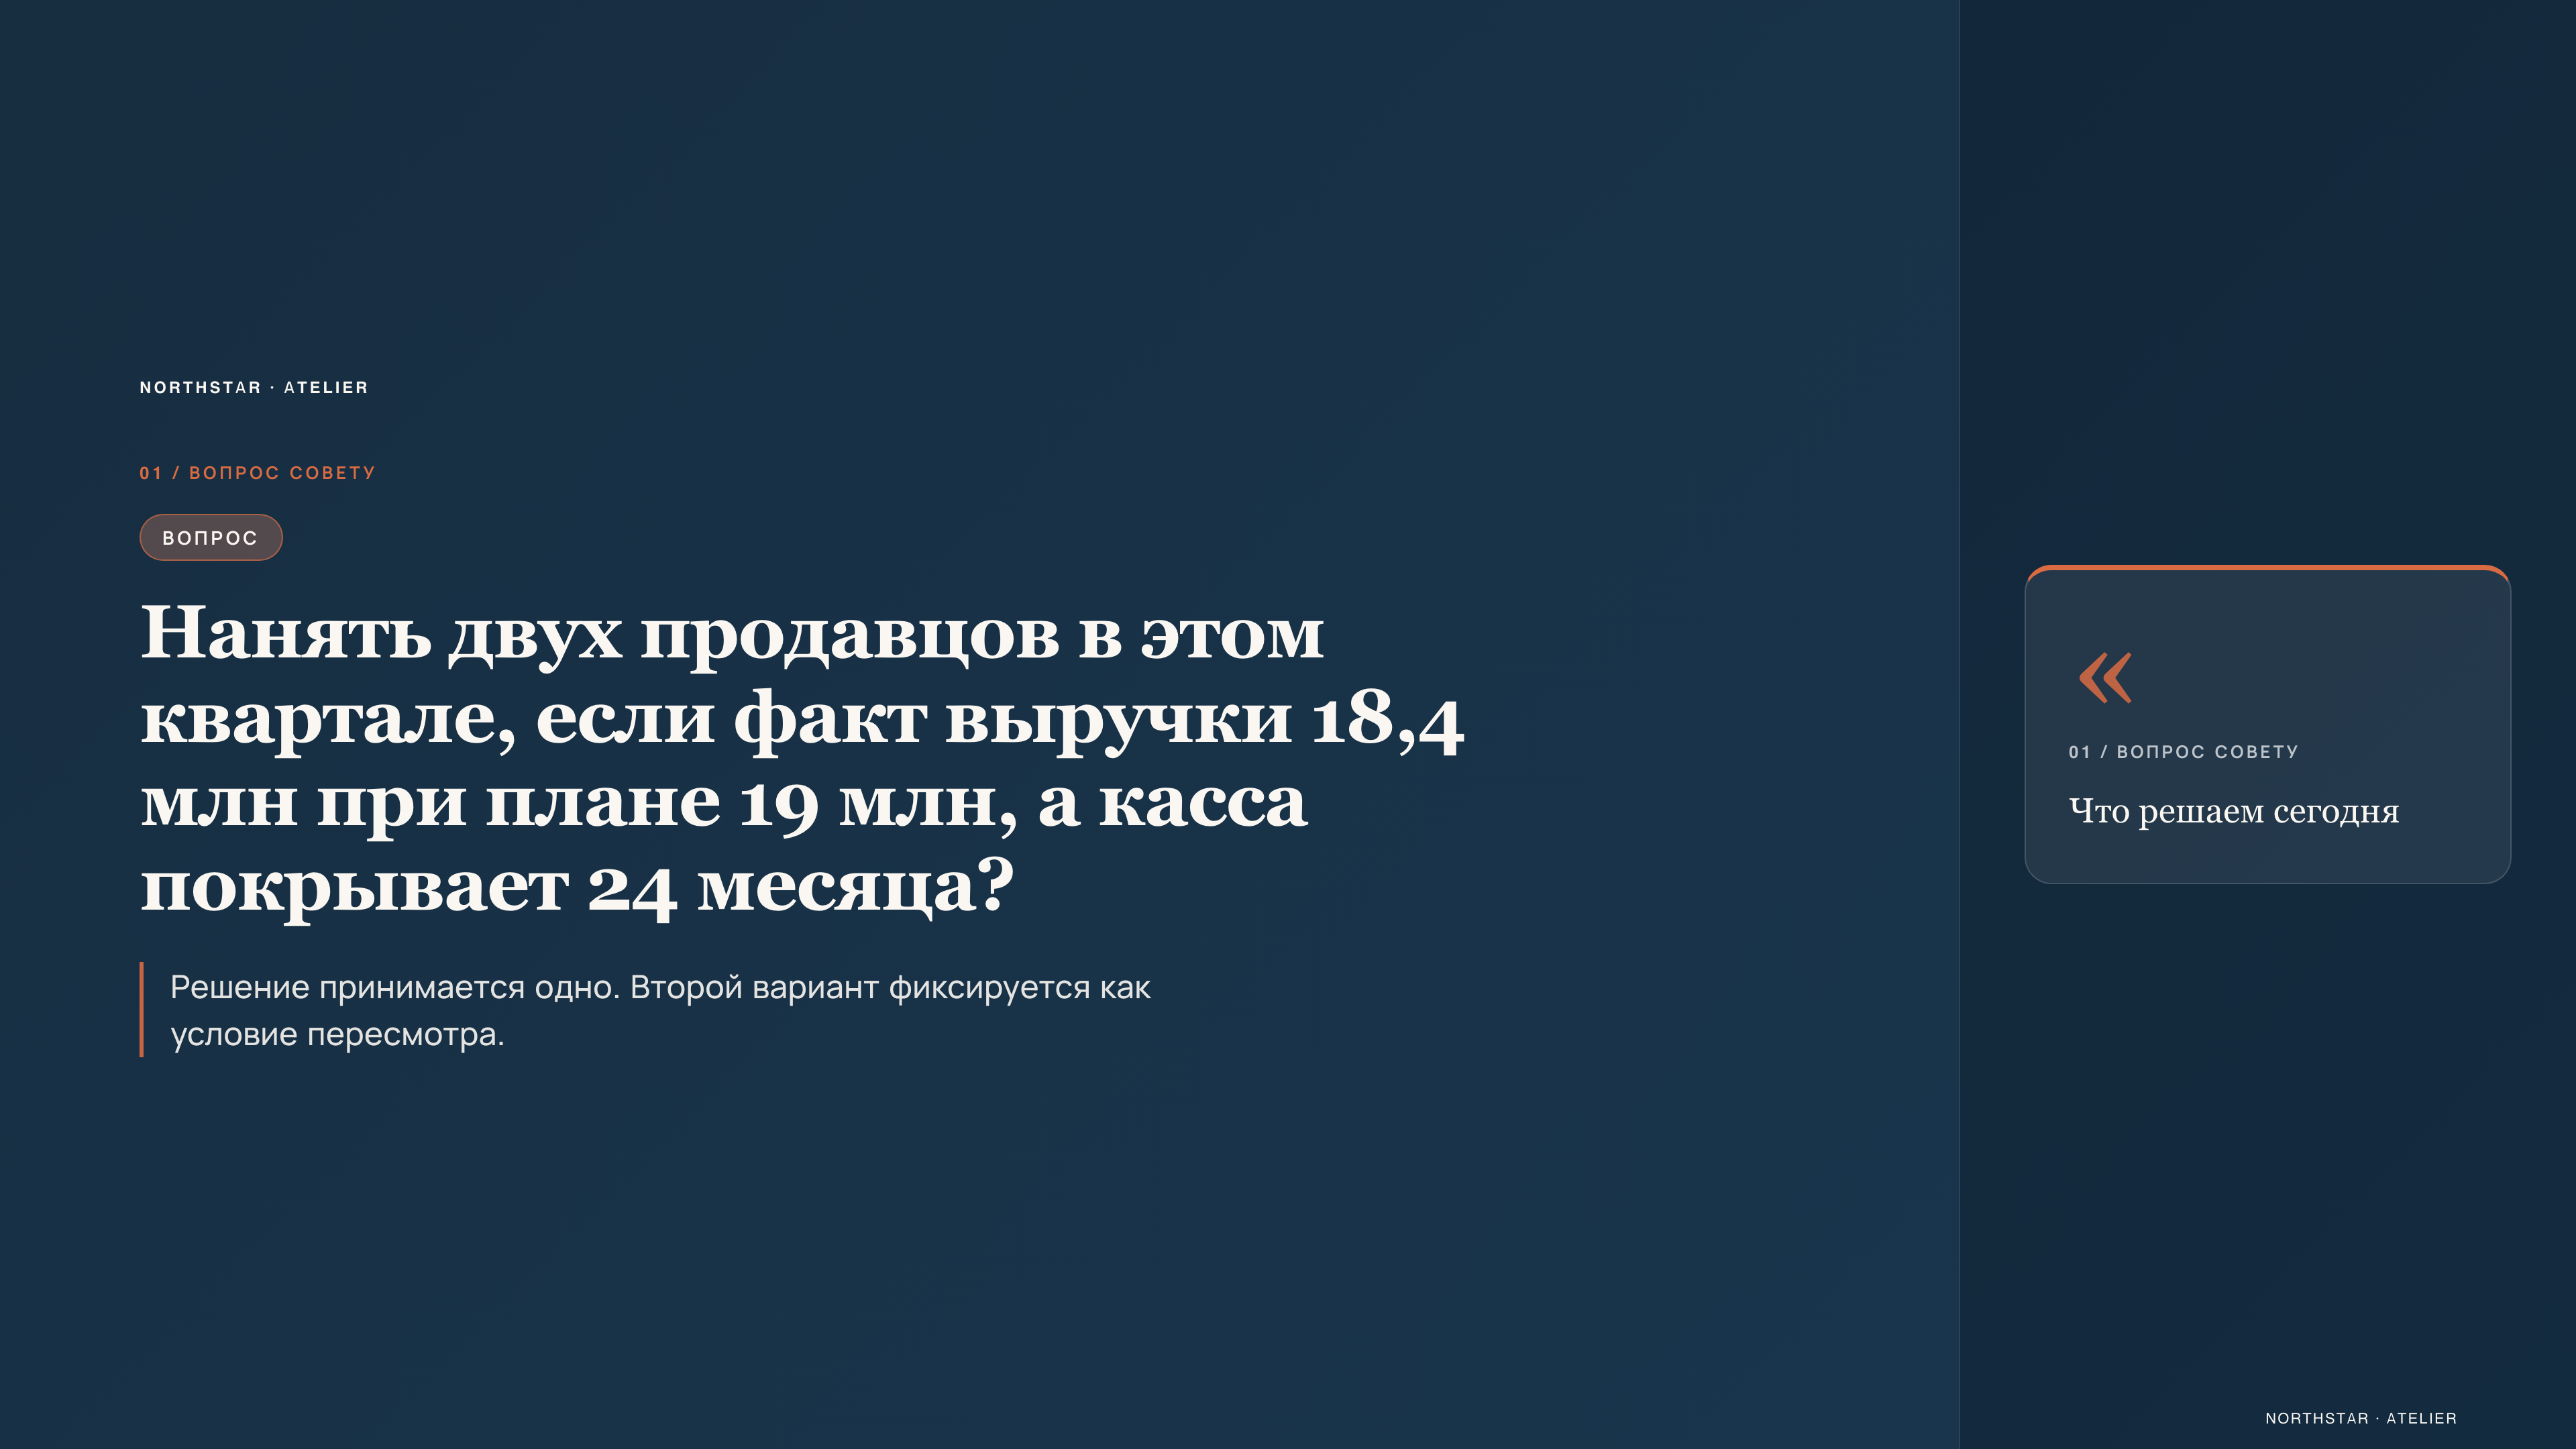 NORTHSTAR · ATELIER
01 / ВОПРОС СОВЕТУ
ВОПРОС
Нанять двух продавцов в этом
квартале, если факт выручки 18,4
млн при плане 19 млн, а касса
покрывает 24 месяца?
Решение принимается одно. Второй вариант фиксируется как
условие пересмотра.
«
01 / ВОПРОС СОВЕТУ
Что решаем сегодня
NORTHSTAR · ATELIER